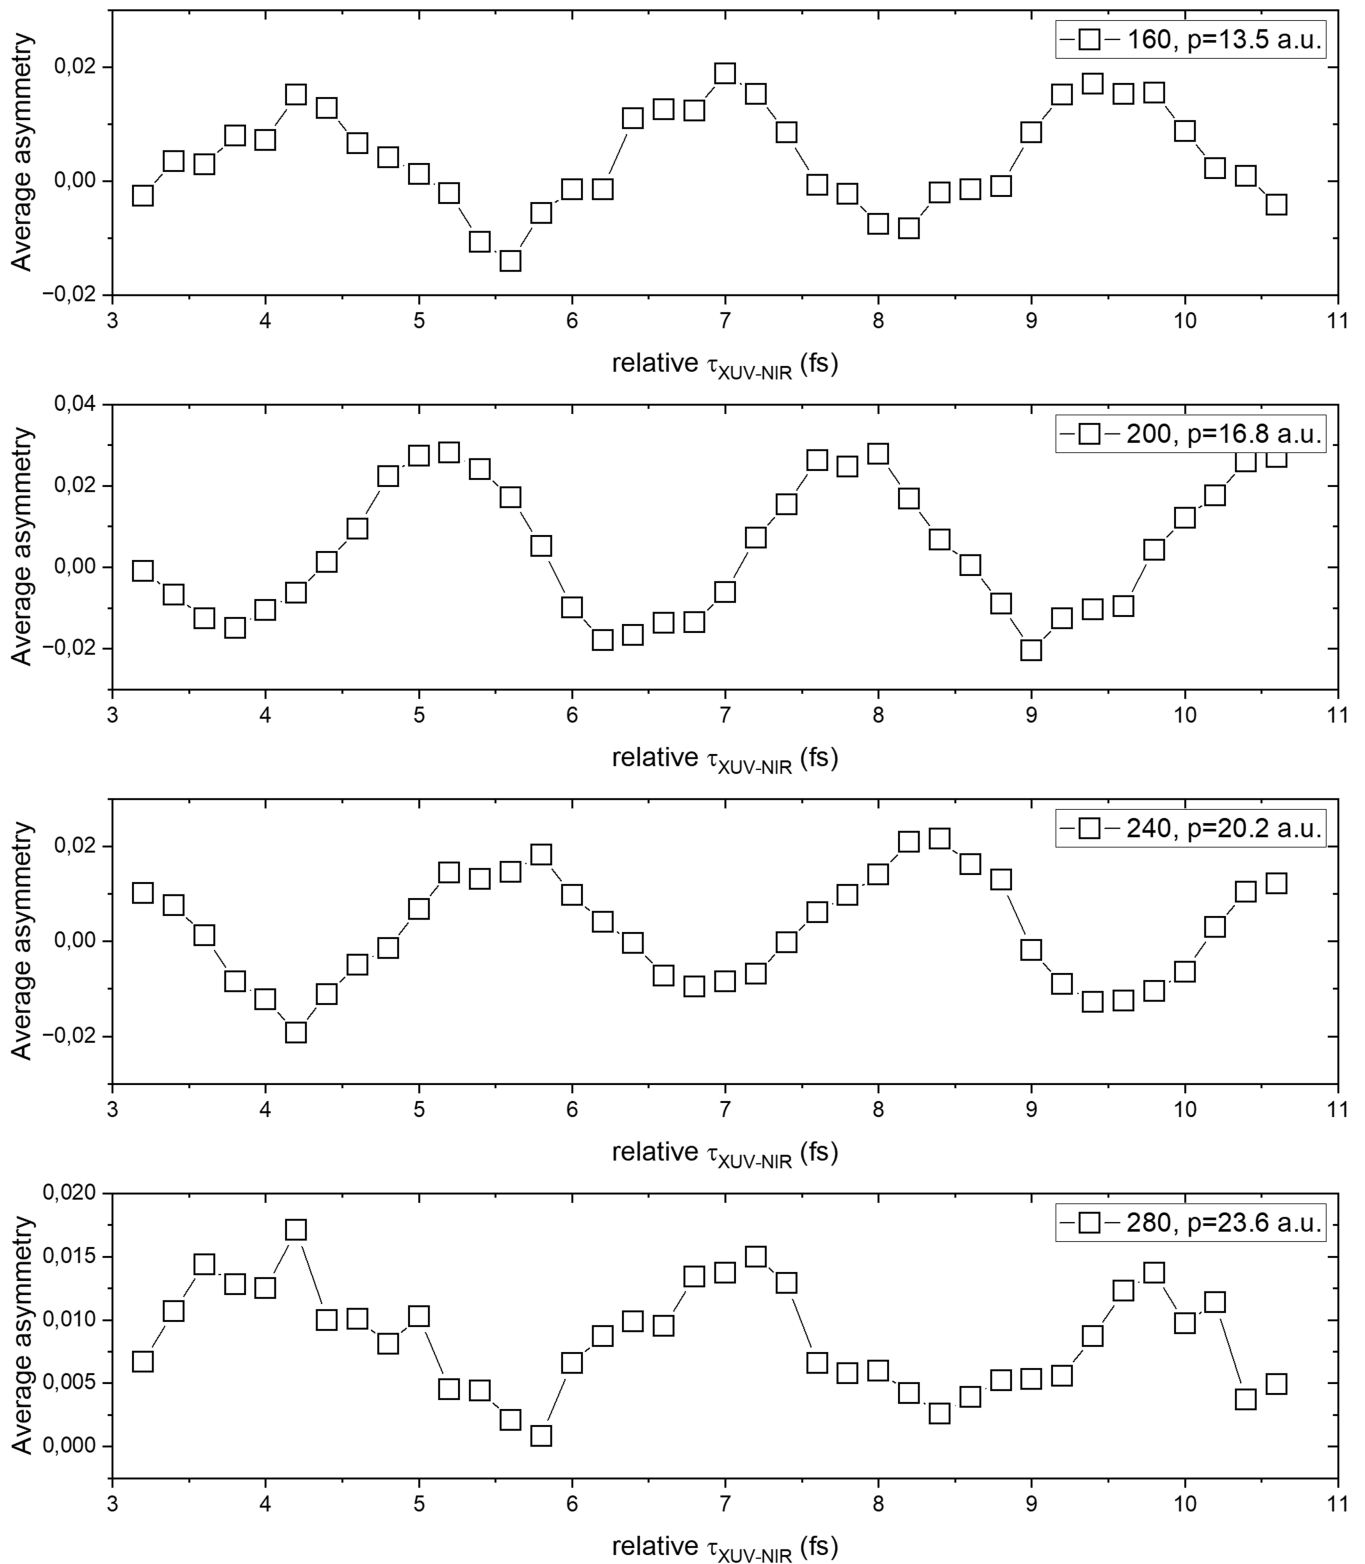 160, p=13.5 a.u.
Average asymmetry
0,02
0,00
−0,02
3 4 5 6 7 8 9 10 11
relative τXUV-NIR (fs)
200, p=16.8 a.u.
Average asymmetry
0,04
0,02
0,00
−0,02
3 4 5 6 7 8 9 10 11
relative τXUV-NIR (fs)
240, p=20.2 a.u.
Average asymmetry
0,02
0,00
−0,02
3 4 5 6 7 8 9 10 11
relative τXUV-NIR (fs)
280, p=23.6 a.u.
Average asymmetry
0,020
0,015
0,010
0,005
0,000
3 4 5 6 7 8 9 10 11
relative τXUV-NIR (fs)